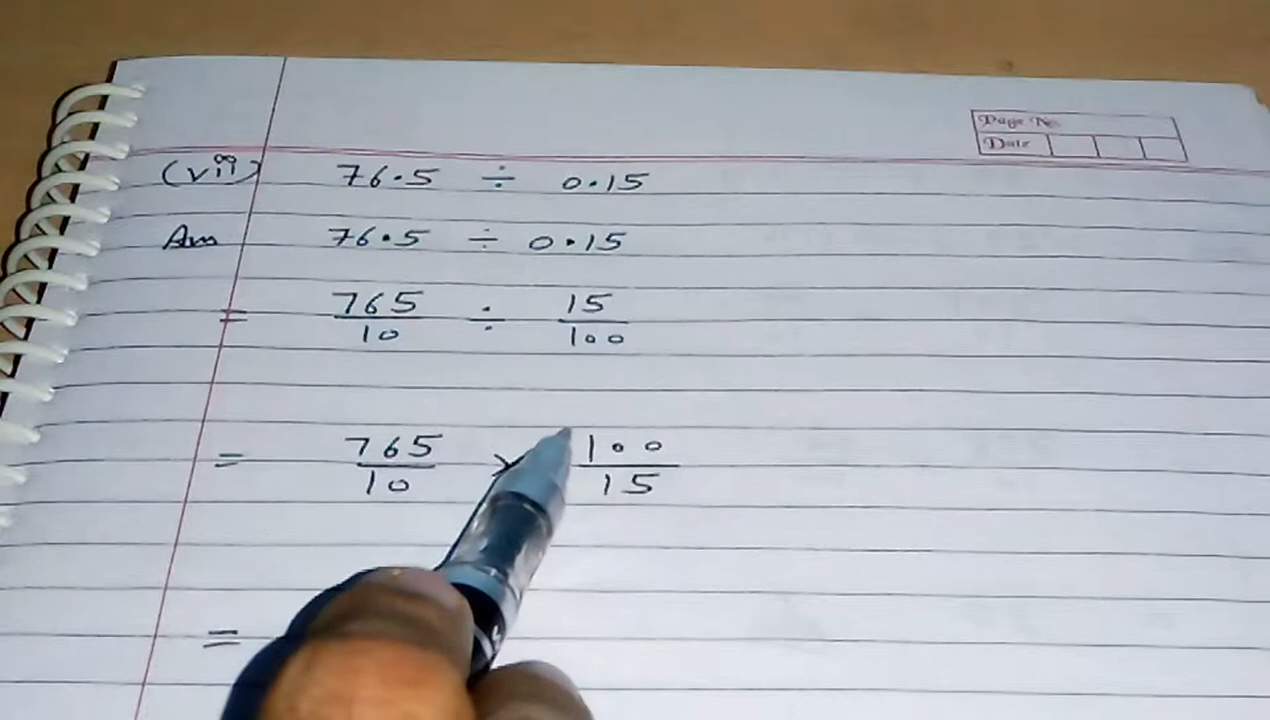 Page No.
Date
(vii) 76.5 ÷ 0.15
Ans 76.5 ÷ 0.15
= 765/10 ÷ 15/100
= 765/10 × 100/15
=